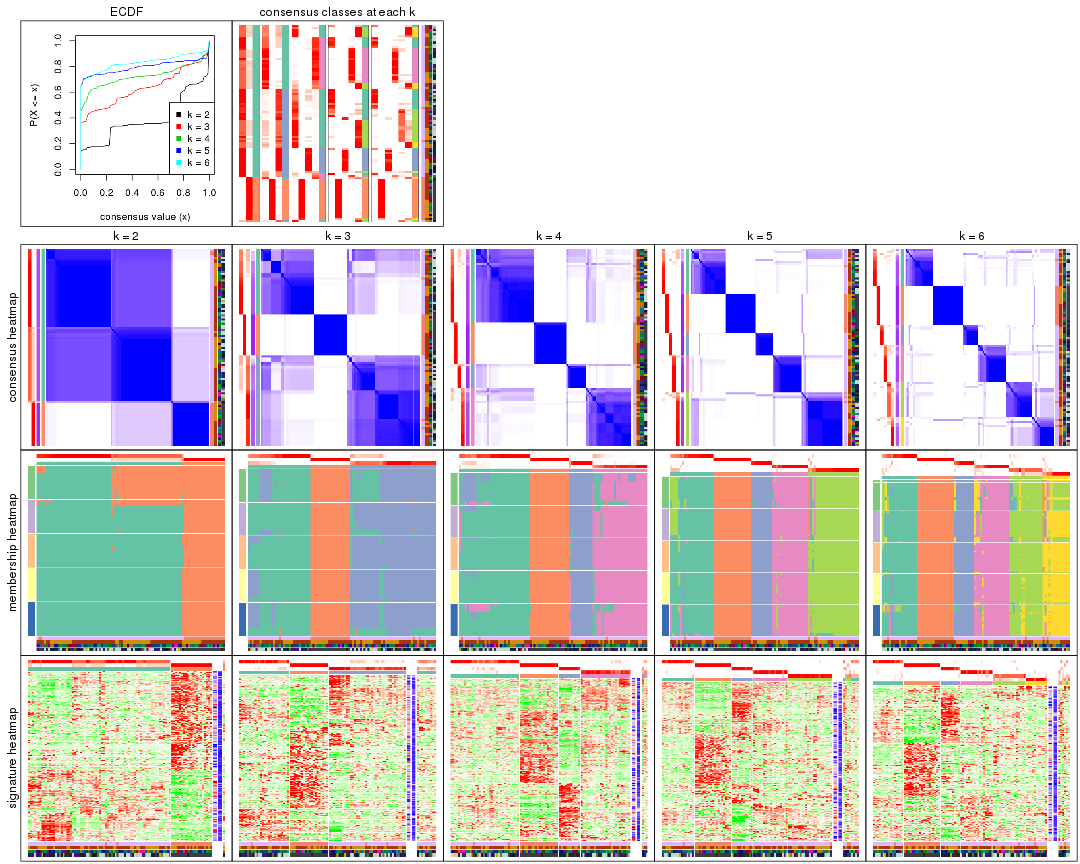 ECDF
consensus classes at each k
P(X <= x)
0.0 0.2 0.4 0.6 0.8 1.0
k = 2
k = 3
k = 4
k = 5
k = 6
0.0 0.2 0.4 0.6 0.8 1.0
consensus value (x)
k = 2 k = 3 k = 4 k = 5 k = 6
consensus heatmap
membership heatmap
signature heatmap